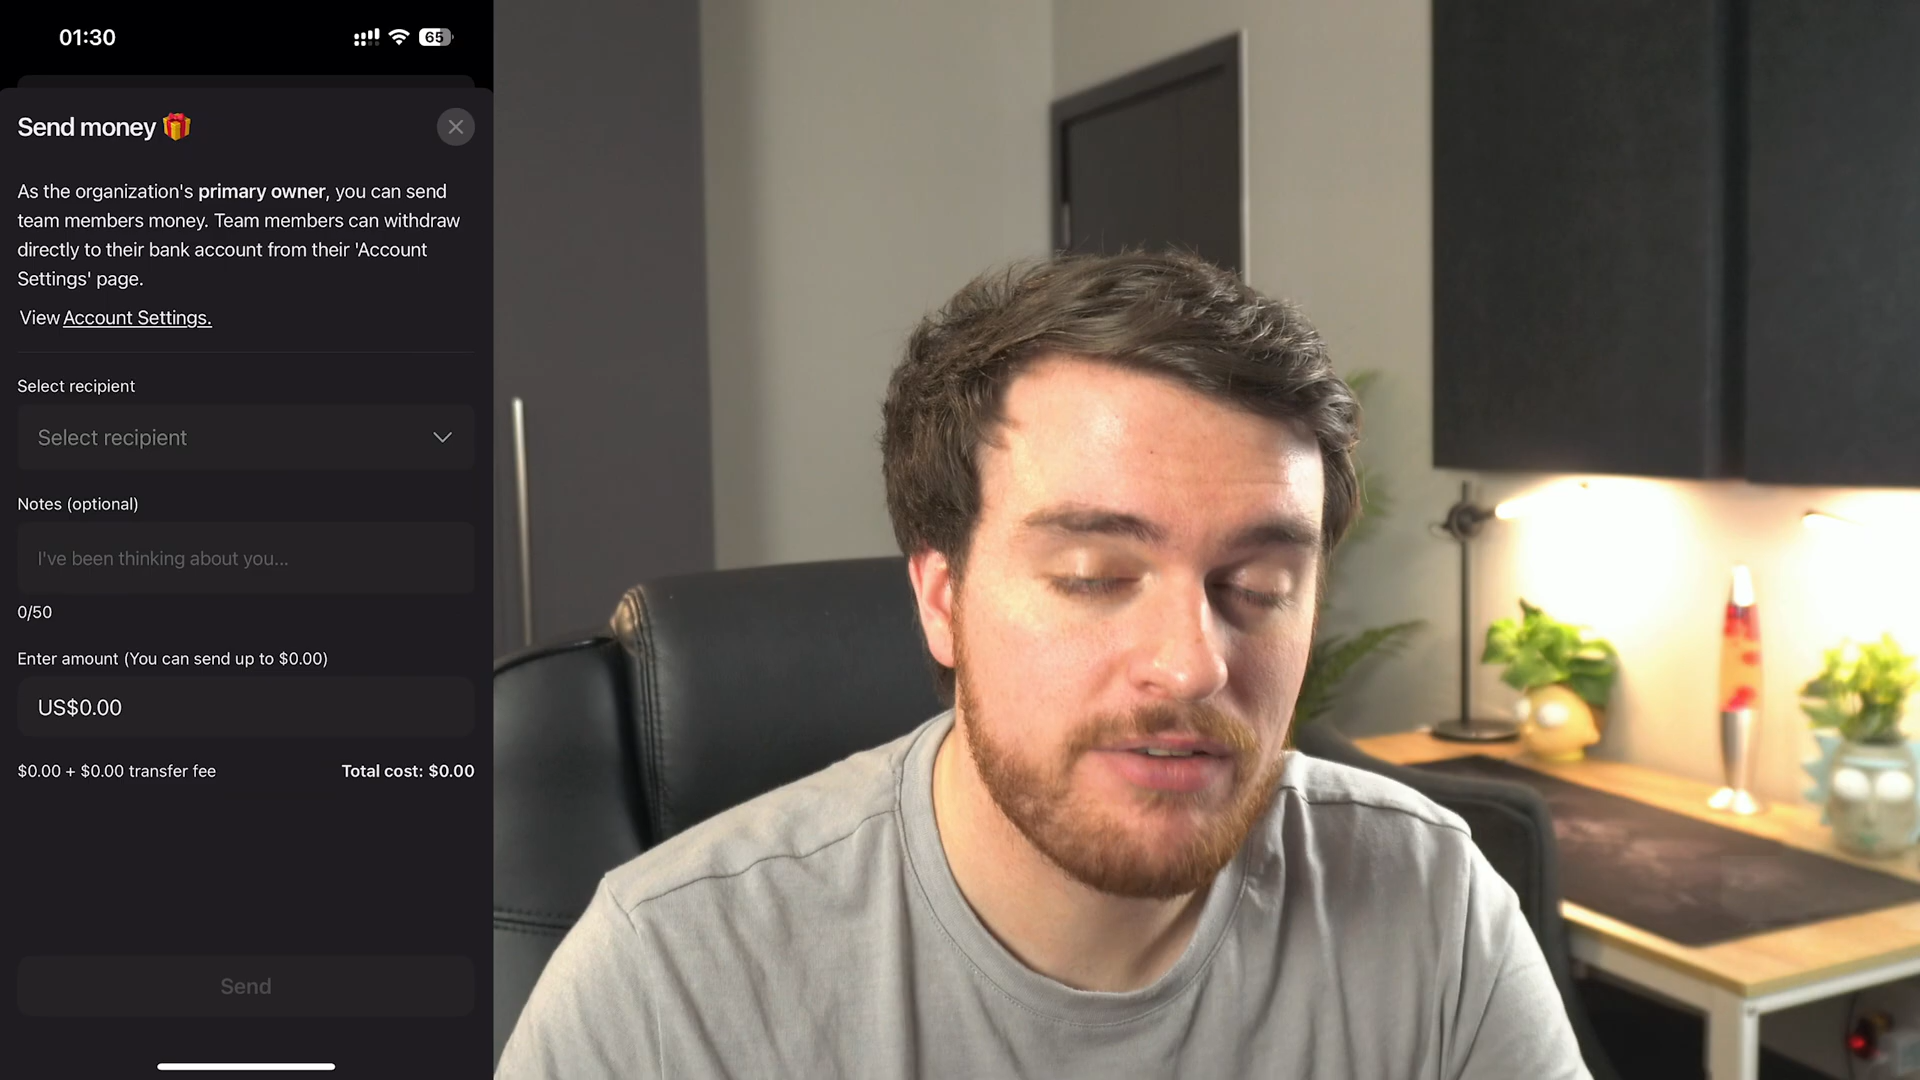 01:30
65
Send money
As the organization's primary owner, you can send
team members money. Team members can withdraw
directly to their bank account from their 'Account
Settings' page.
View Account Settings.
Select recipient
Select recipient
Notes (optional)
I've been thinking about you...
0/50
Enter amount (You can send up to $0.00)
US$0.00
$0.00 + $0.00 transfer fee
Total cost: $0.00
Send